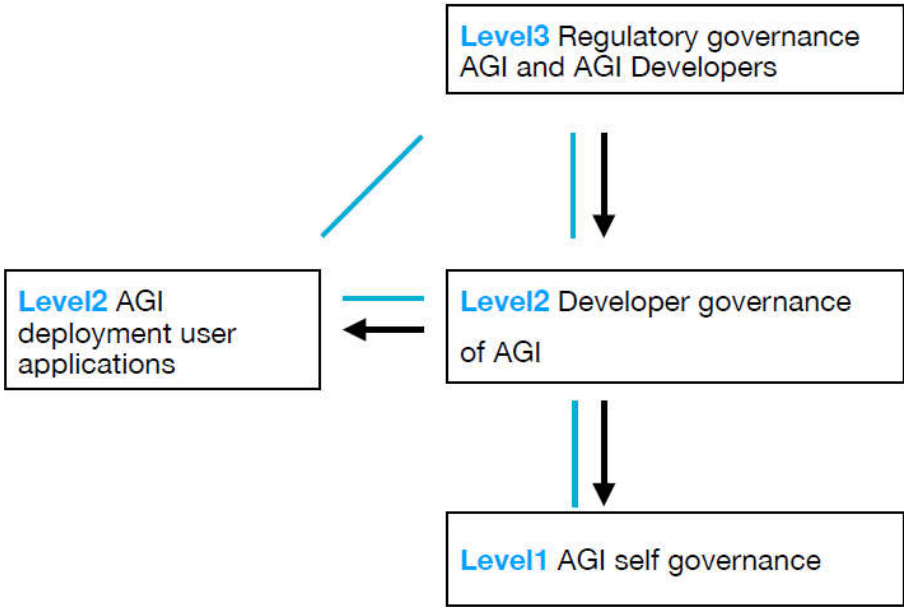 Level3 Regulatory governance
AGI and AGI Developers
Level2 AGI
deployment user
applications
Level2 Developer governance
of AGI
Level1 AGI self governance